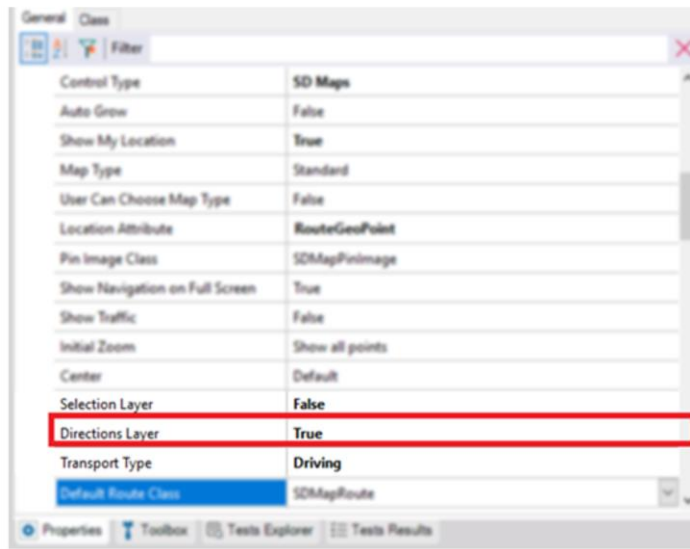 General Class
Filter
Control Type SD Maps
Auto Grow False
Show My Location True
Map Type Standard
User Can Choose Map Type False
Location Attribute RouteGeoPoint
Pin Image Class SDMapPinImage
Show Navigation on Full Screen True
Show Traffic False
Initial Zoom Show all points
Center Default
Selection Layer False
Directions Layer True
Transport Type Driving
Default Route Class SDMapRoute
Properties Toolbox Tests Explorer Tests Results